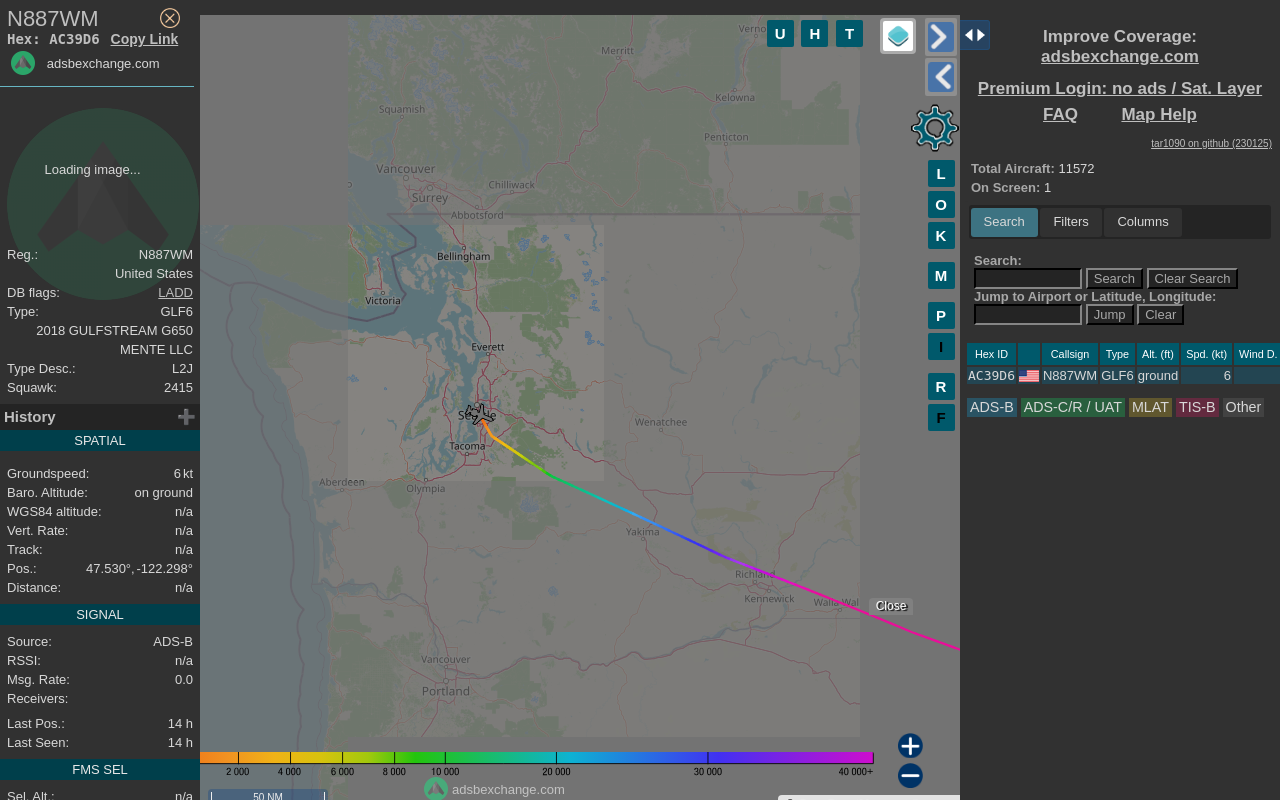 N887WM
Hex: AC39D6 Copy Link
adsbexchange.com
Loading image...
Reg.: N887WM
United States
DB flags: LADD
Type: GLF6
2018 GULFSTREAM G650
MENTE LLC
Type Desc.: L2J
Squawk: 2415
History
SPATIAL
Groundspeed: 6 kt
Baro. Altitude: on ground
WGS84 altitude: n/a
Vert. Rate: n/a
Track: n/a
Pos.: 47.530°, -122.298°
Distance: n/a
SIGNAL
Source: ADS-B
RSSI: n/a
Msg. Rate: 0.0
Receivers:
Last Pos.: 14 h
Last Seen: 14 h
FMS SEL
Sel. Alt.: n/a
U H T
Merritt
Squamish
Kelowna
Penticton
Vancouver
Surrey
Chilliwack
Abbotsford
Bellingham
Victoria
Everett
Tacoma
Wenatchee
Aberdeen
Olympia
Yakima
Richland
Kennewick
Walla Wal
Vancouver
Portland
L
O
K
M
P
I
R
F
Close
2 000 4 000 6 000 8 000 10 000 20 000 30 000 40 000+
adsbexchange.com
50 NM
Improve Coverage:
adsbexchange.com
Premium Login: no ads / Sat. Layer
FAQ Map Help
tar1090 on github (230125)
Total Aircraft: 11572
On Screen: 1
Search Filters Columns
Search:
Search Clear Search
Jump to Airport or Latitude, Longitude:
Jump Clear
Hex ID Callsign Type Alt. (ft) Spd. (kt) Wind D.
AC39D6 N887WM GLF6 ground 6
ADS-B ADS-C/R / UAT MLAT TIS-B Other